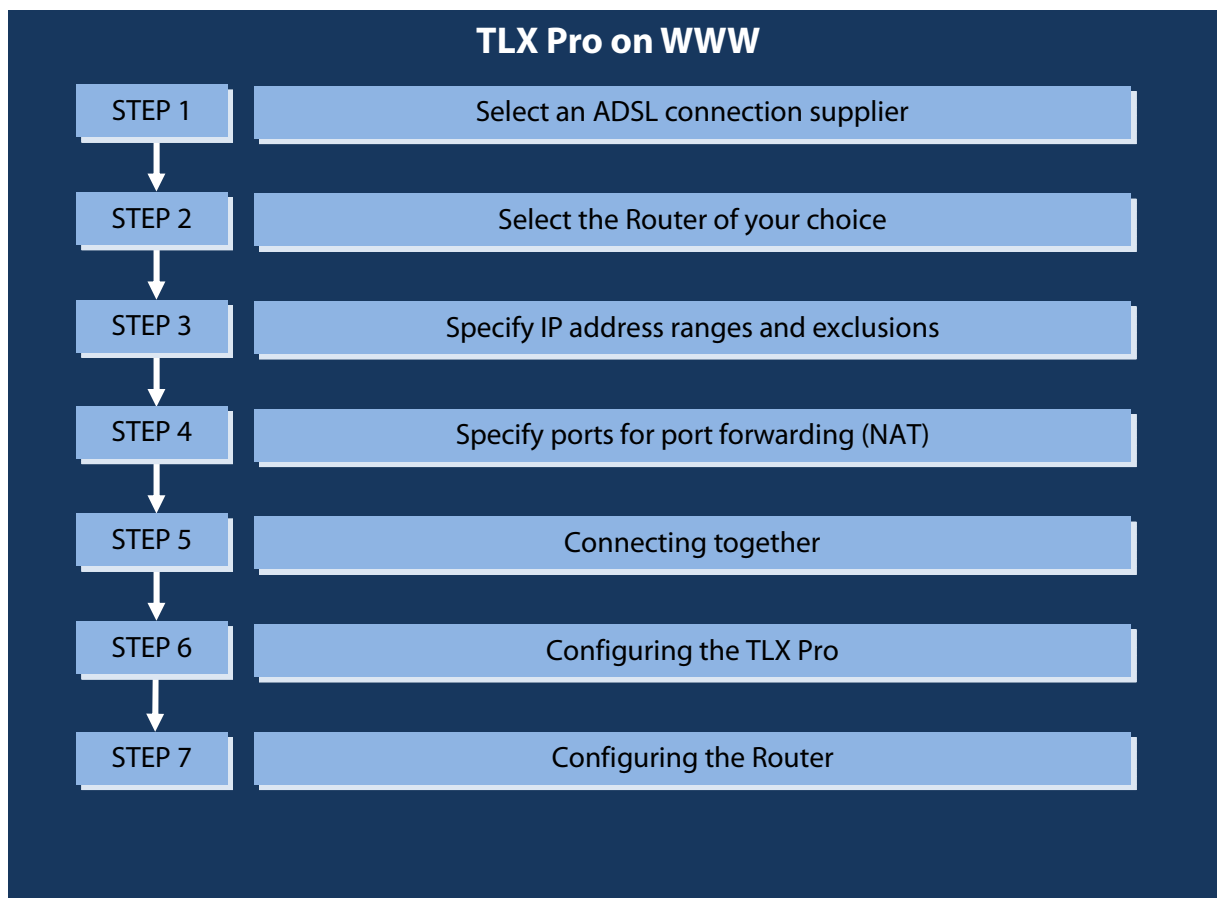 TLX Pro on WWW
STEP 1
Select an ADSL connection supplier
STEP 2
Select the Router of your choice
STEP 3
Specify IP address ranges and exclusions
STEP 4
Specify ports for port forwarding (NAT)
STEP 5
Connecting together
STEP 6
Configuring the TLX Pro
STEP 7
Configuring the Router